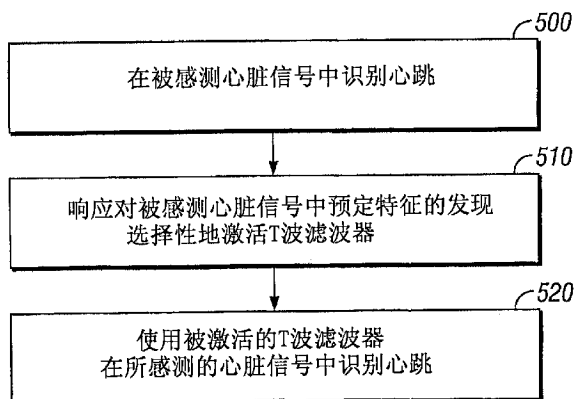 500
在被感测心脏信号中识别心跳
510
响应对被感测心脏信号中预定特征的发现
选择性地激活T波滤波器
520
使用被激活的T波滤波器
在所感测的心脏信号中识别心跳